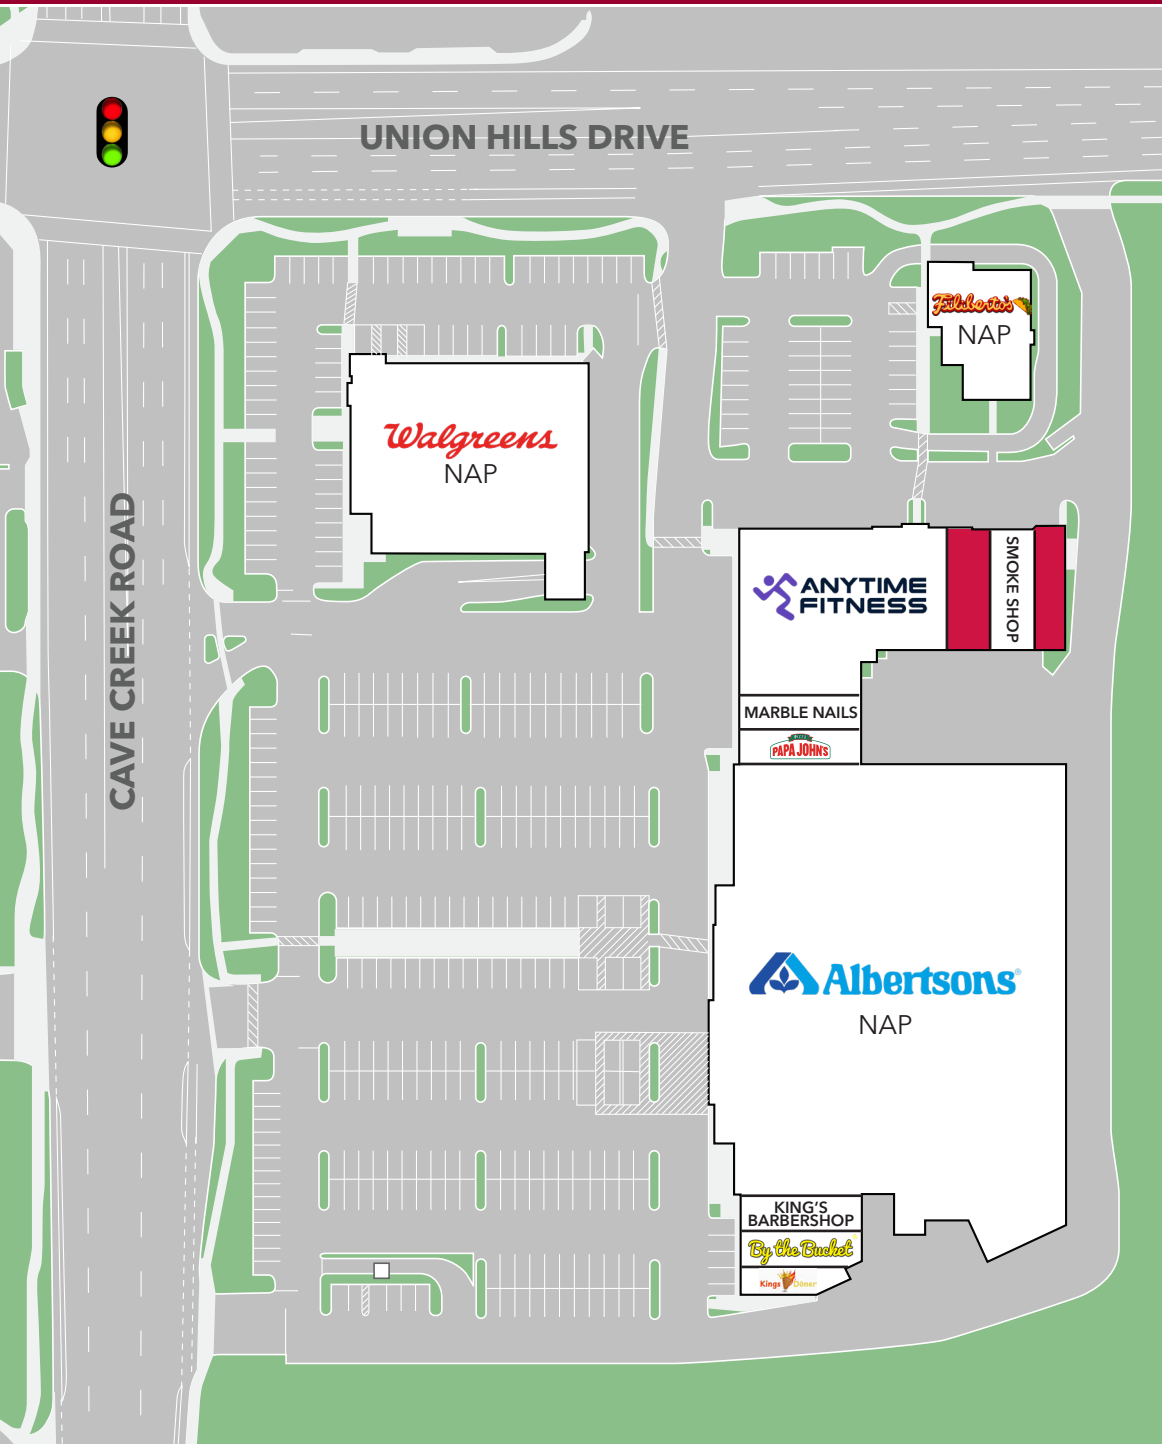 UNION HILLS DRIVE
Filiberto's
NAP
Walgreens
NAP
CAVE CREEK ROAD
ANYTIME
FITNESS
SMOKE SHOP
MARBLE NAILS
PIZZA
PAPA JOHN'S
Albertsons®
NAP
KING'S
BARBERSHOP
By the Bucket
Kings Döner